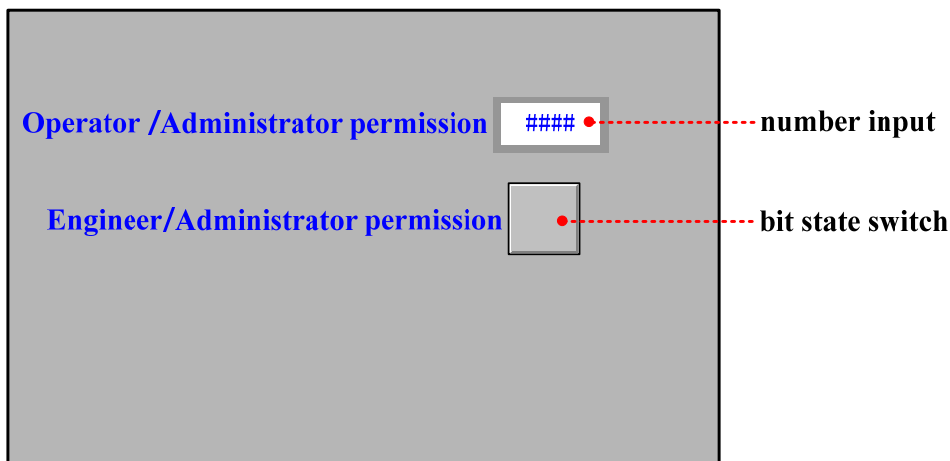 Operator /Administrator permission #### number input
Engineer/Administrator permission bit state switch